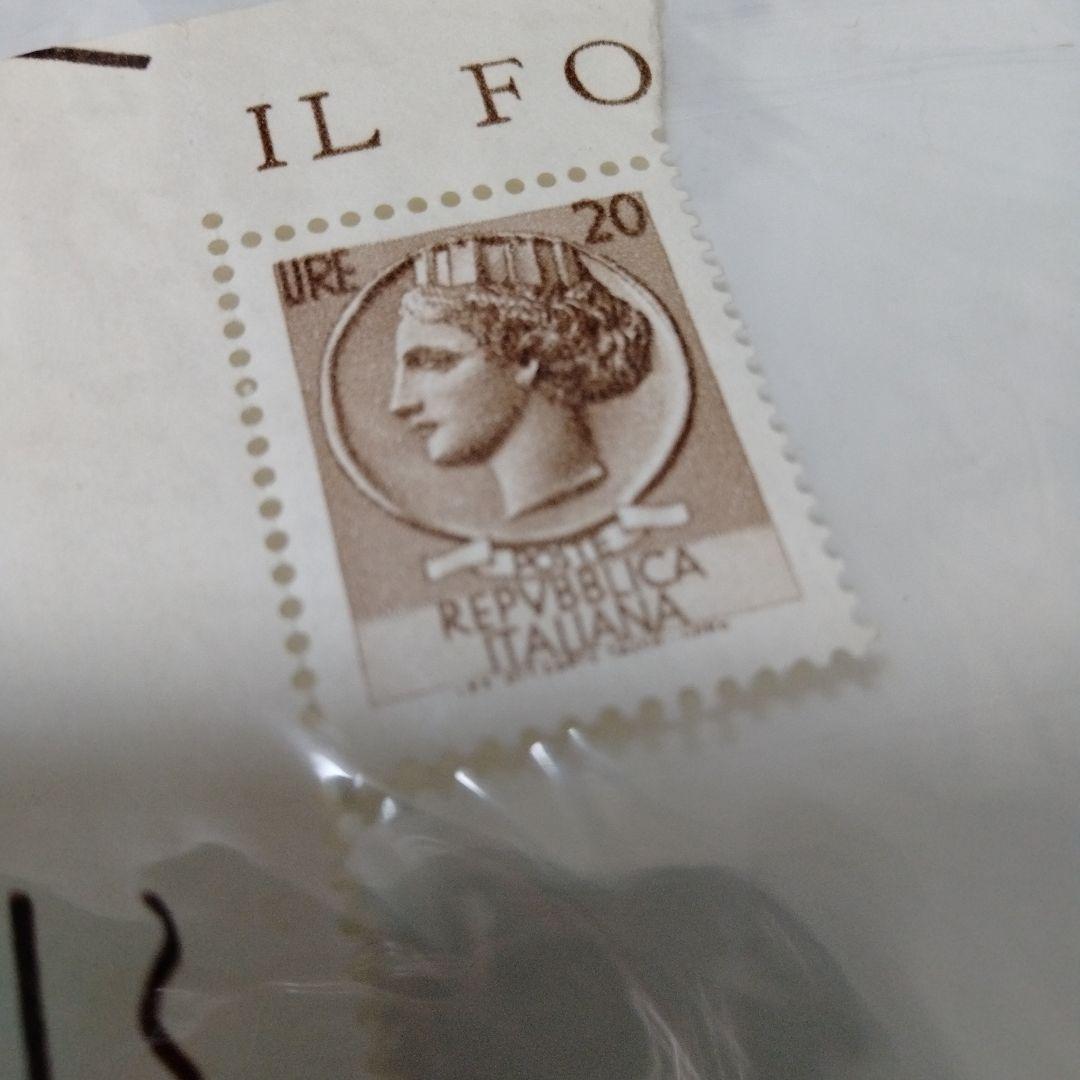 IL FO
LIRE 20
POSTE
REPVBBLICA
ITALIANA